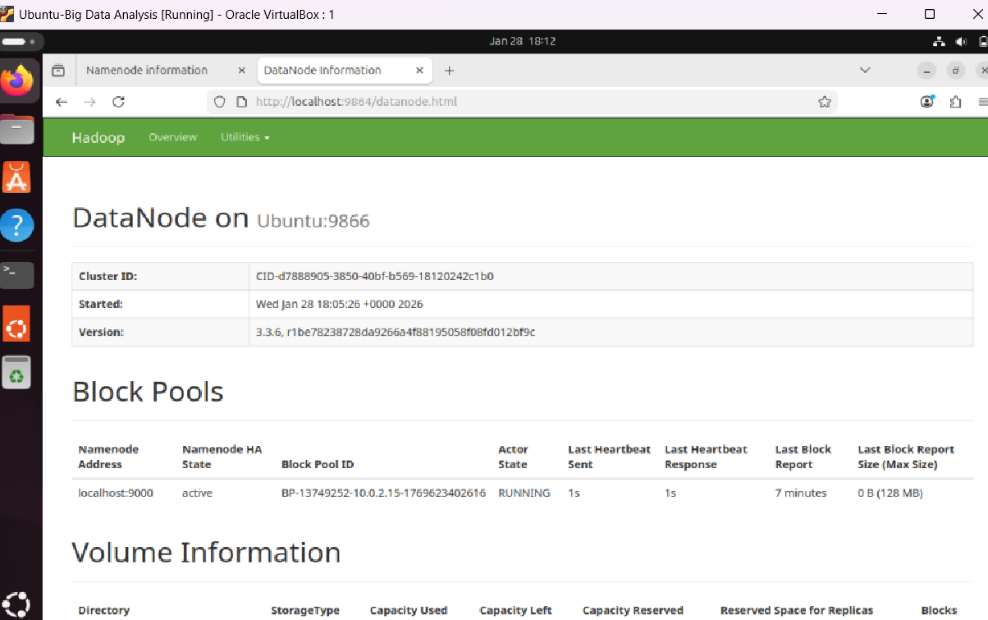 Ubuntu-Big Data Analysis [Running] - Oracle VirtualBox : 1
Jan 28 18:12
Namenode information
DataNode Information
http://localhost:9864/datanode.html
Hadoop Overview Utilities
DataNode on Ubuntu:9866
Cluster ID: CID-d7888905-3850-40bf-b569-18120242c1b0
Started: Wed Jan 28 18:05:26 +0000 2026
Version: 3.3.6, r1be78238728da9266a4f88195058f08fd012bf9c
Block Pools
Namenode Address Namenode HA State Block Pool ID Actor State Last Heartbeat Sent Last Heartbeat Response Last Block Report Last Block Report Size (Max Size)
localhost:9000 active BP-13749252-10.0.2.15-1769623402616 RUNNING 1s 1s 7 minutes 0 B (128 MB)
Volume Information
Directory StorageType Capacity Used Capacity Left Capacity Reserved Reserved Space for Replicas Blocks